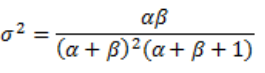 σ² = αβ / ((α + β)²(α + β + 1))